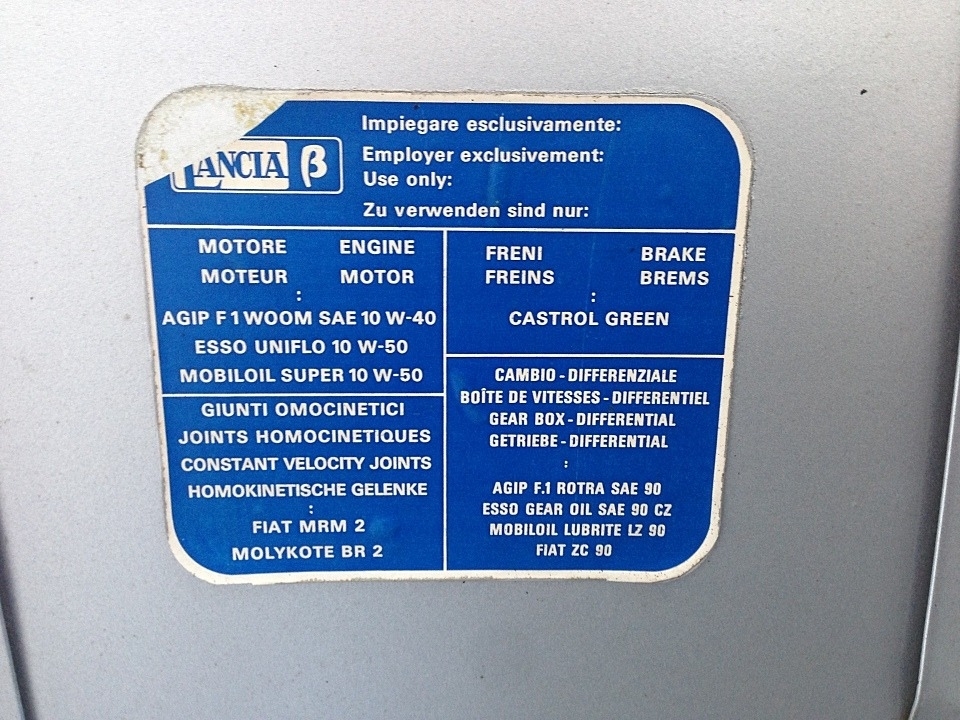 LANCIA β
Impiegare esclusivamente:
Employer exclusivement:
Use only:
Zu verwenden sind nur:
MOTORE ENGINE
MOTEUR MOTOR
:
AGIP F 1 WOOM SAE 10 W-40
ESSO UNIFLO 10 W-50
MOBILOIL SUPER 10 W-50
GIUNTI OMOCINETICI
JOINTS HOMOCINETIQUES
CONSTANT VELOCITY JOINTS
HOMOKINETISCHE GELENKE
:
FIAT MRM 2
MOLYKOTE BR 2
FRENI BRAKE
FREINS BREMS
:
CASTROL GREEN
CAMBIO - DIFFERENZIALE
BOÎTE DE VITESSES - DIFFERENTIEL
GEAR BOX - DIFFERENTIAL
GETRIEBE - DIFFERENTIAL
:
AGIP F.1 ROTRA SAE 90
ESSO GEAR OIL SAE 90 CZ
MOBILOIL LUBRITE LZ 90
FIAT ZC 90